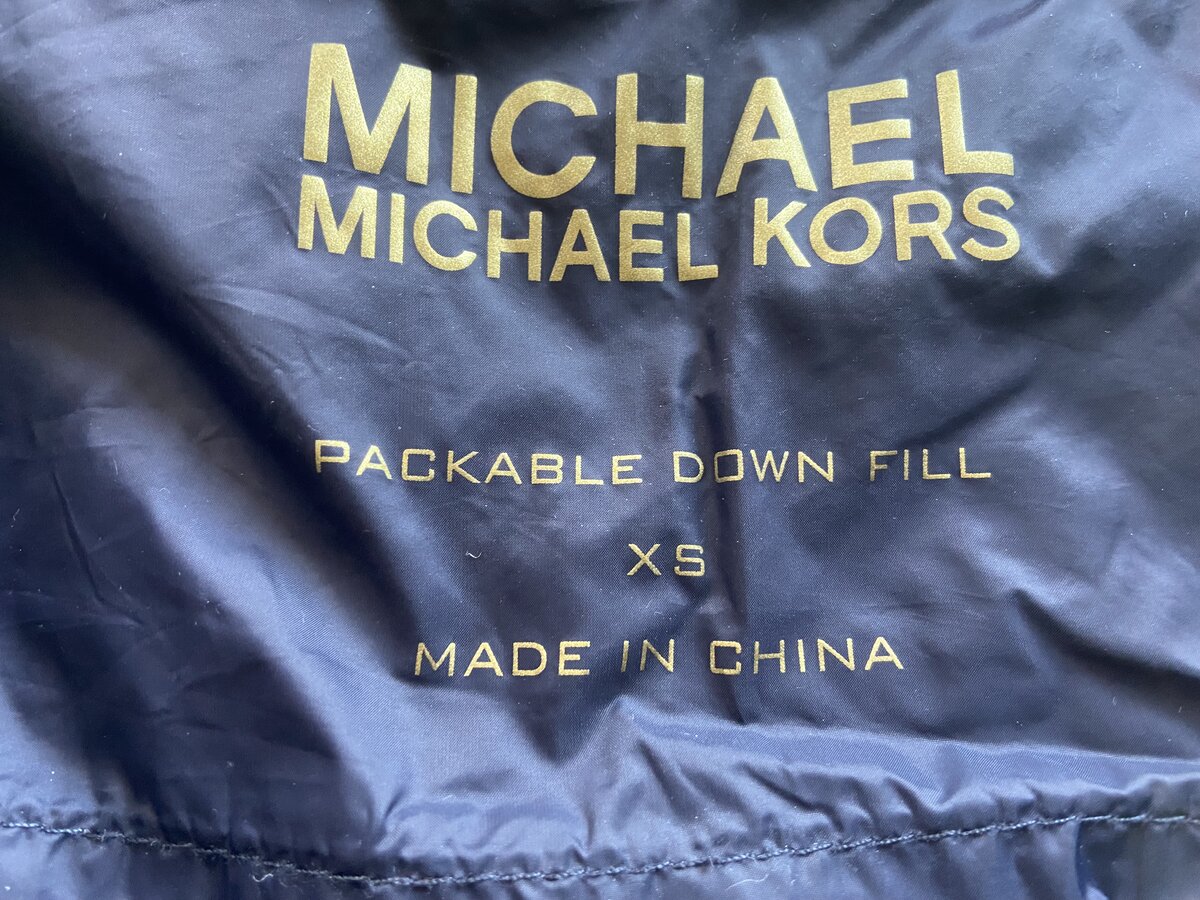 MICHAEL
MICHAEL KORS
PACKABLE DOWN FILL
XS
MADE IN CHINA